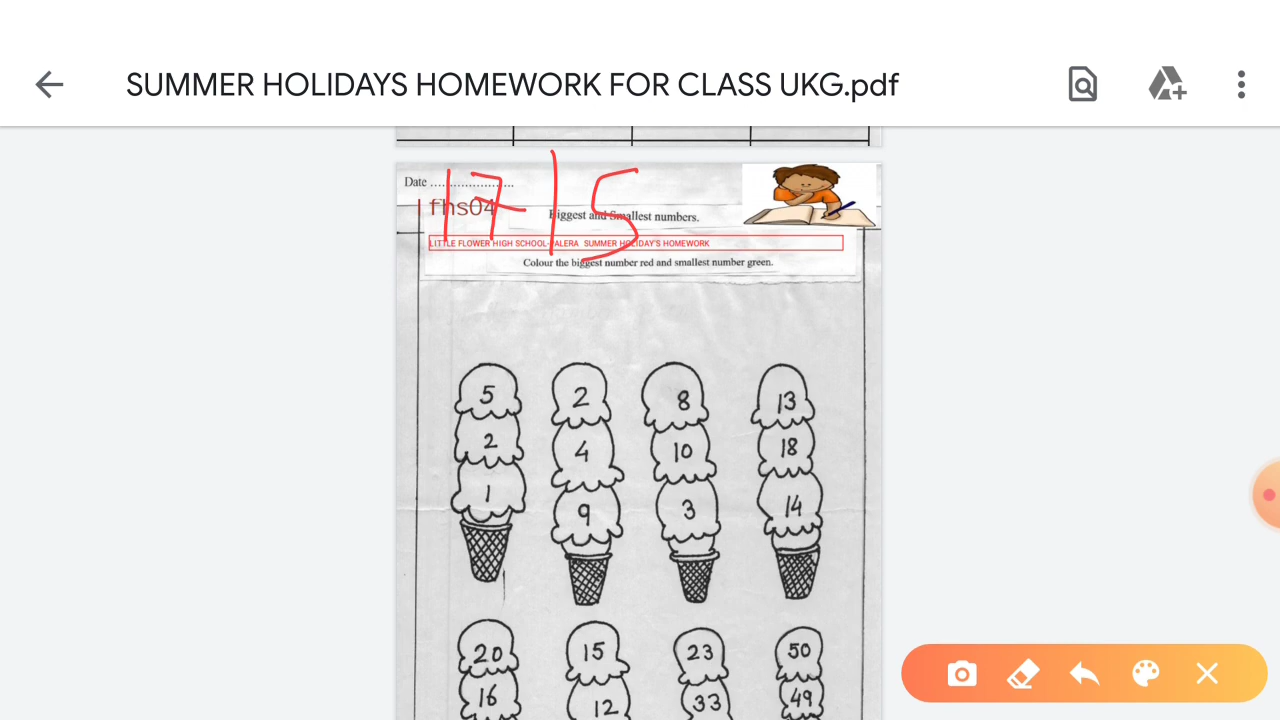 SUMMER HOLIDAYS HOMEWORK FOR CLASS UKG.pdf
Date ......................
17 15
fhs04
Biggest and Smallest numbers.
LITTLE FLOWER HIGH SCHOOL- SUMMER HOLIDAY'S HOMEWORK
Colour the biggest number red and smallest number green.
5 2 8 13
2 4 10 18
1 9 3 14
20 15 23 50
16 12 33 49